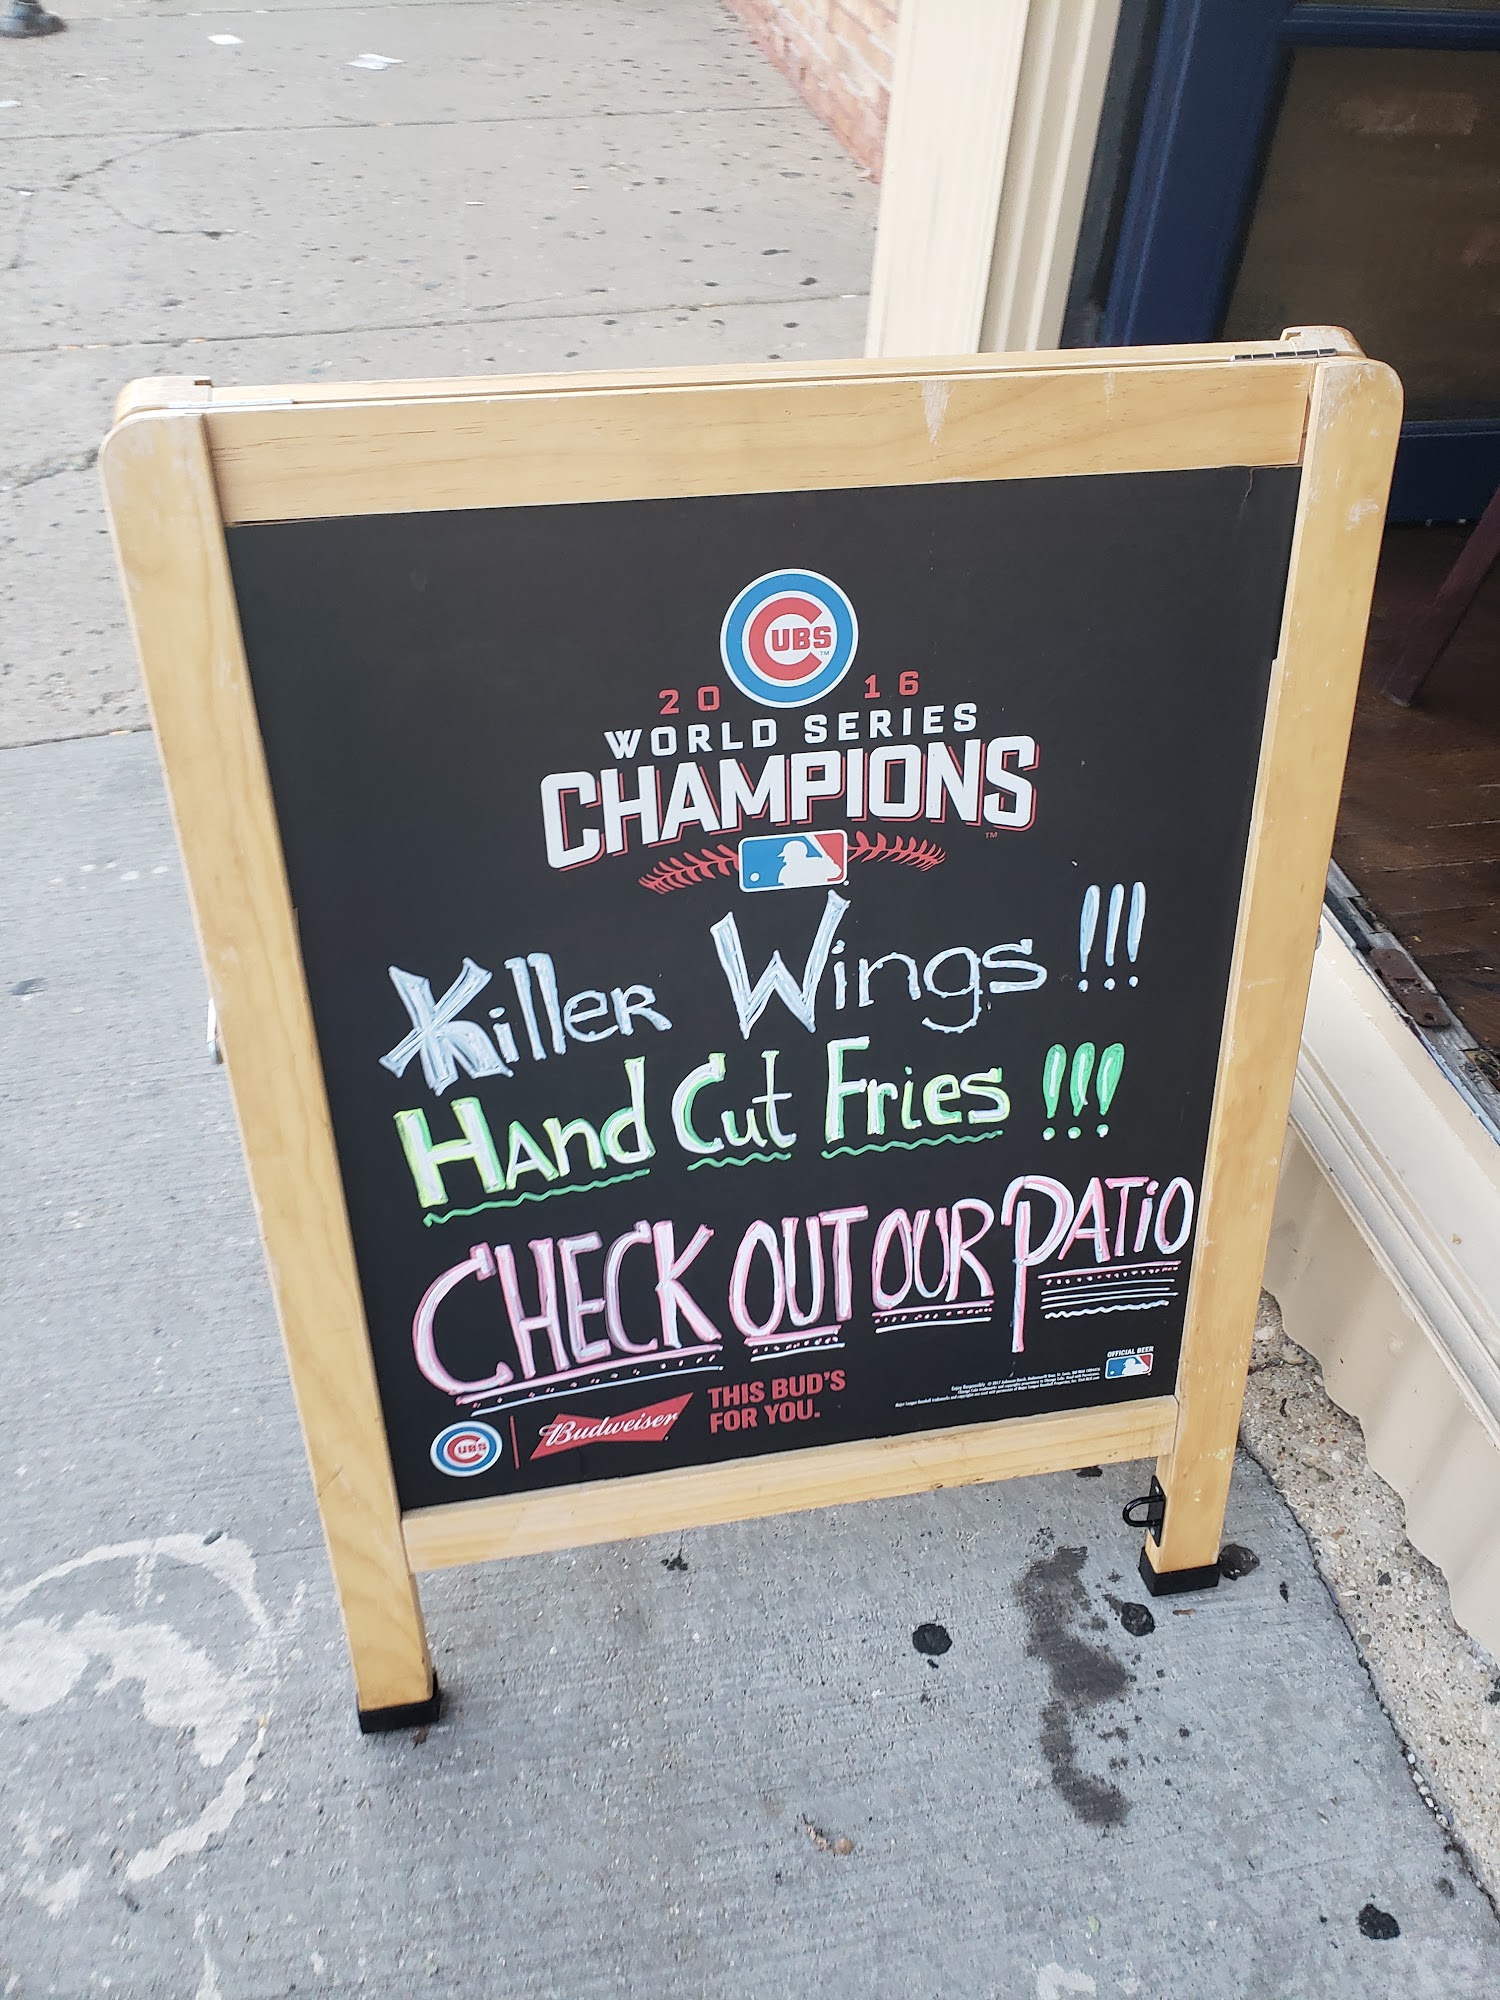 CUBS
2016
WORLD SERIES
CHAMPIONS
Killer Wings !!!
Hand Cut Fries !!!
CHECK OUT OUR PATiO
OFFICIAL BEER
CUBS Budweiser THIS BUD'S
FOR YOU.